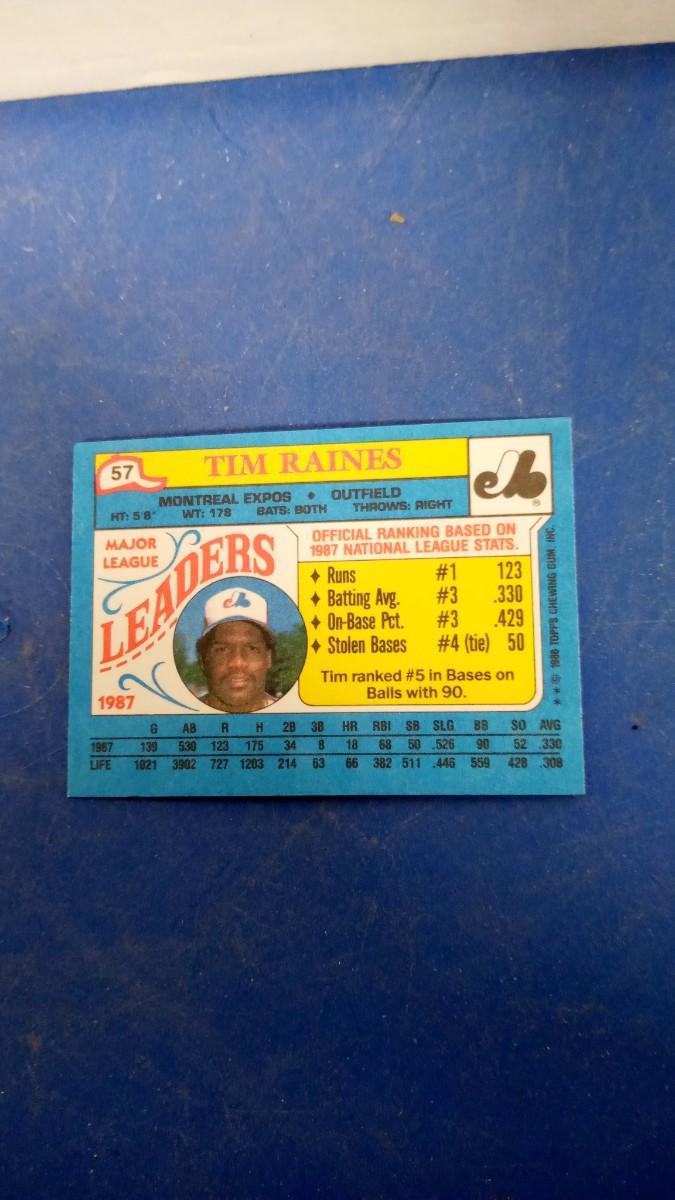 57
TIM RAINES
MONTREAL EXPOS ♦ OUTFIELD
HT: 5'8" WT: 178 BATS: BOTH THROWS: RIGHT
eb
®
MAJOR
LEAGUE
LEADERS
1987
OFFICIAL RANKING BASED ON
1987 NATIONAL LEAGUE STATS.
♦ Runs #1 123
♦ Batting Avg. #3 .330
♦ On-Base Pct. #3 .429
♦ Stolen Bases #4 (tie) 50
Tim ranked #5 in Bases on
Balls with 90.
* * © 1988 TOPPS CHEWING GUM, INC.
G AB R H 2B 3B HR RBI SB SLG BB SO AVG
1987 139 530 123 175 34 8 18 68 50 .526 90 52 .330
LIFE 1021 3902 727 1203 214 63 66 382 511 .446 559 428 .308